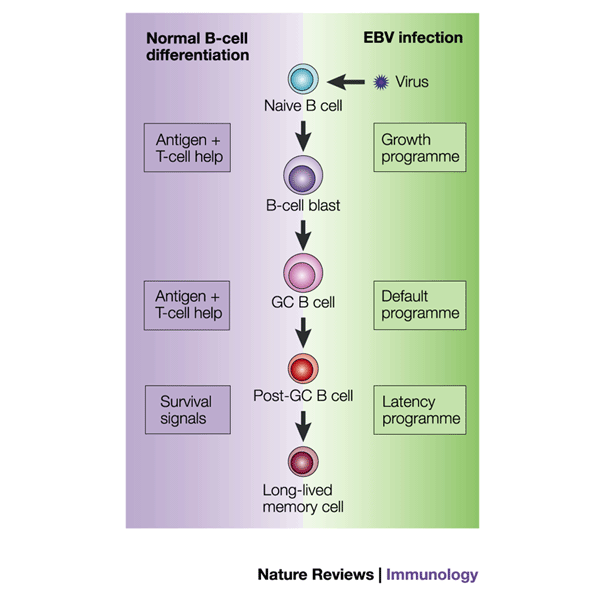 Normal B-cell
differentiation
EBV infection
Virus
Naive B cell
Antigen +
T-cell help
Growth
programme
B-cell blast
Antigen +
T-cell help
GC B cell
Default
programme
Post-GC B cell
Survival
signals
Latency
programme
Long-lived
memory cell
Nature Reviews | Immunology